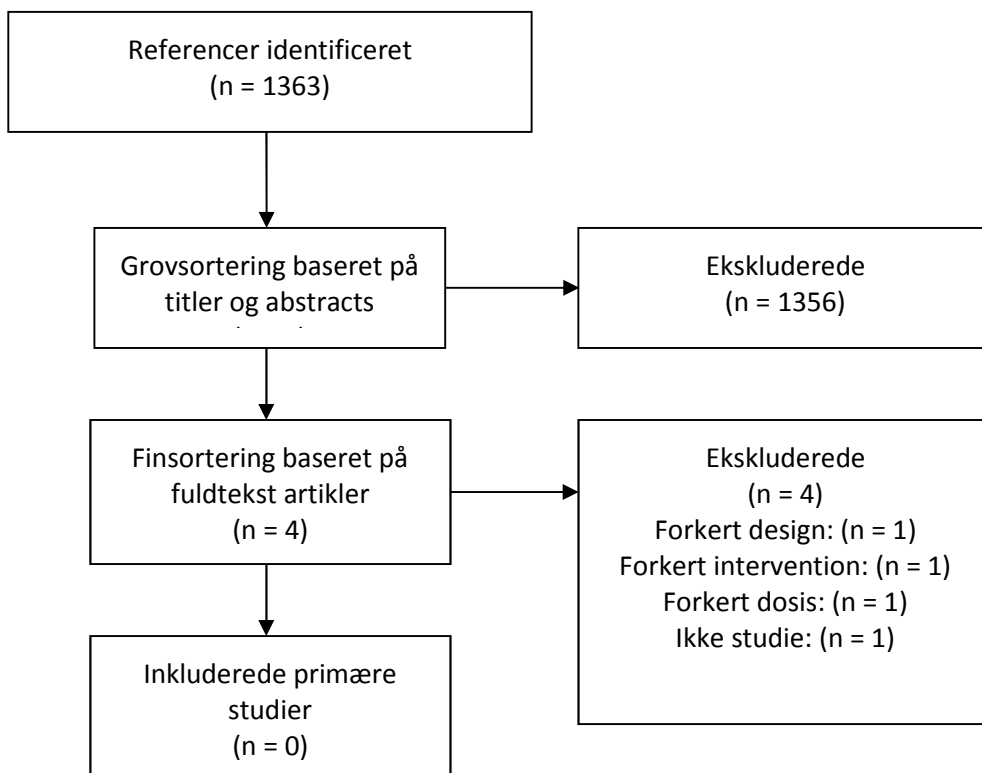 Referencer identificeret
(n = 1363)
Grovsortering baseret på
titler og abstracts
Ekskluderede
(n = 1356)
Finsortering baseret på
fuldtekst artikler
(n = 4)
Ekskluderede
(n = 4)
Forkert design: (n = 1)
Forkert intervention: (n = 1)
Forkert dosis: (n = 1)
Ikke studie: (n = 1)
Inkluderede primære
studier
(n = 0)